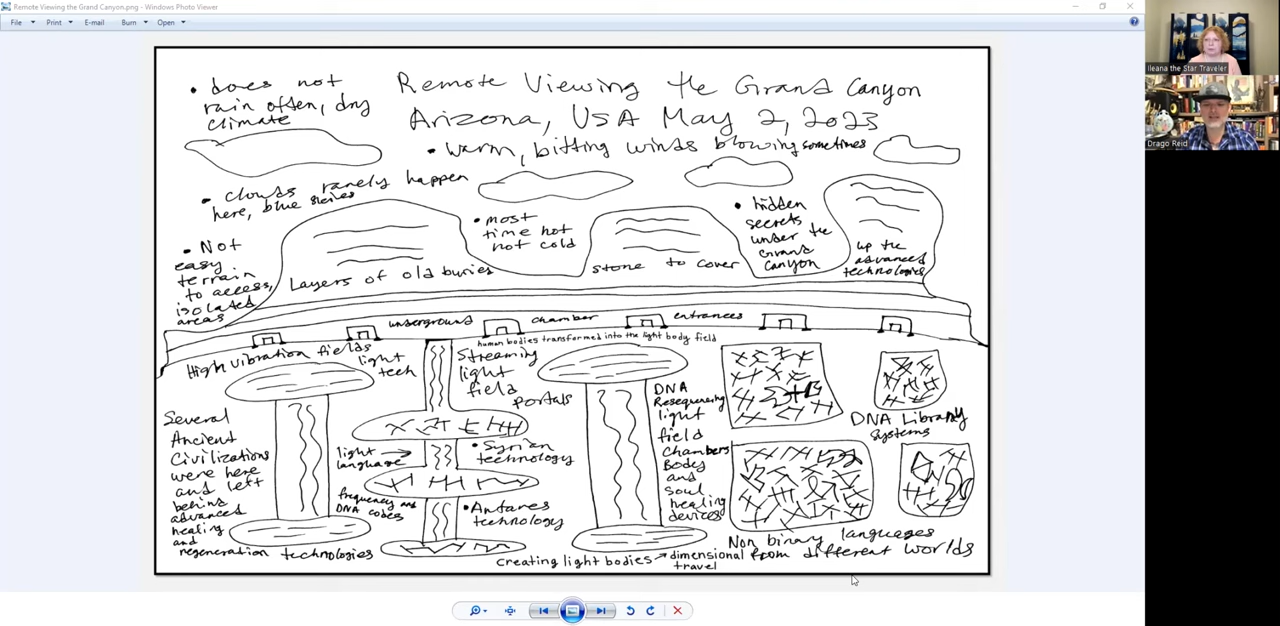 Remote Viewing the Grand Canyon.png - Windows Photo Viewer
File Print E-mail Burn Open
Ileana the Star Traveler
Drago Reid
Remote Viewing the Grand Canyon
Arizona, USA May 2, 2023
• does not
rain often, dry
climate
• warm, bitting winds blowing sometimes
• clouds rarely happen
here, blue skies
• Not
easy
terrain
to access,
isolated
areas
Layers of old buries
• most
time hot
not cold
stone to cover
• hidden
secrets
under the
Grand
Canyon
up the
advanced
technologies
underground chamber entrances
human bodies transformed into the light body field
High vibration fields
light
tech
Streaming
light
field
portals
Several
Ancient
Civilizations
were here
and left
behind
advanced
healing
and
regeneration technologies
light
language
• Syrian
technology
frequency and
DNA codes
• Antares
technology
DNA
Resequencing
light
field
chambers
Body
and
soul
healing
devices
DNA Library
systems
Non binary languages
from different worlds
creating light bodies → dimensional
travel